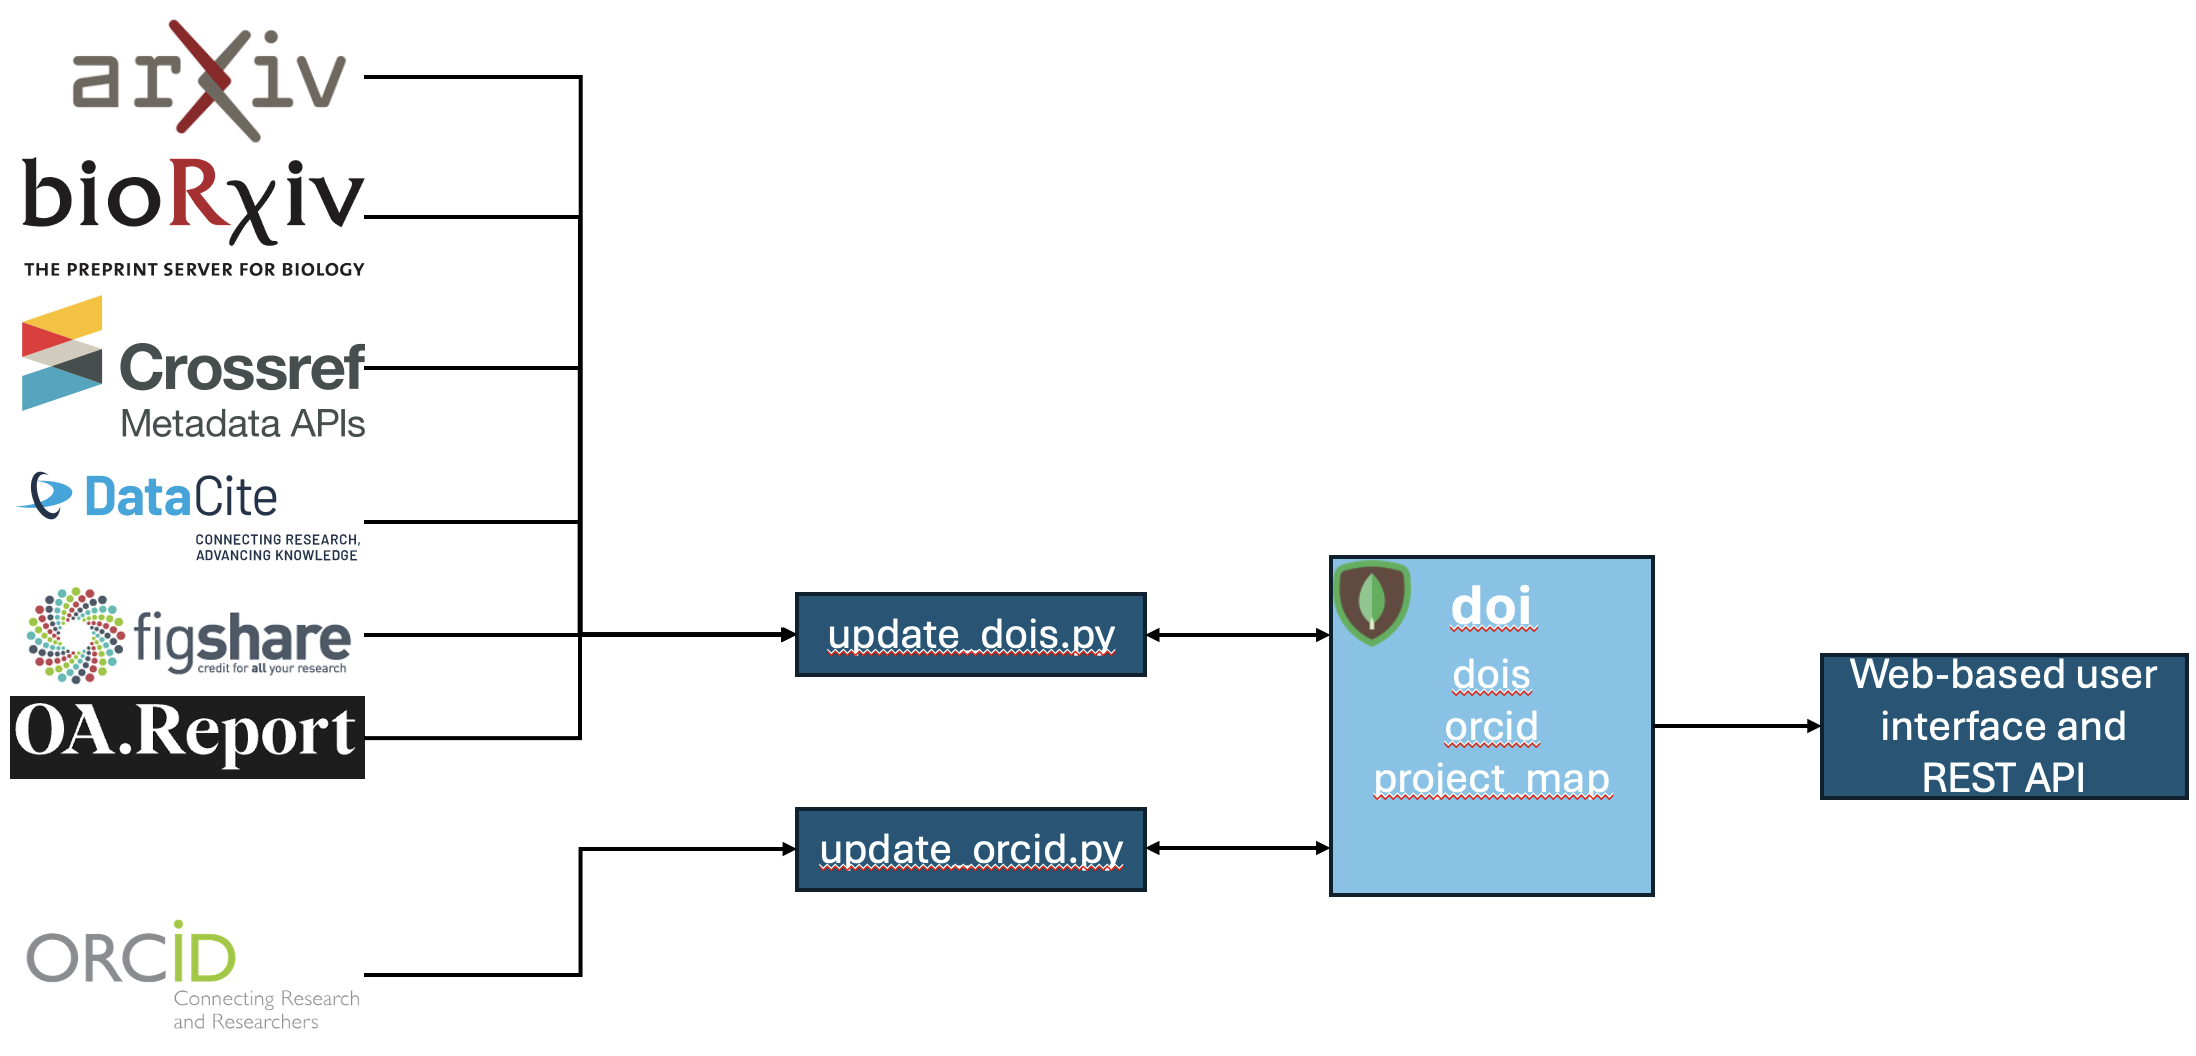 arXiv
bioRχiv
THE PREPRINT SERVER FOR BIOLOGY
Crossref
Metadata APIs
DataCite
CONNECTING RESEARCH,
ADVANCING KNOWLEDGE
figshare
credit for all your research
OA.Report
ORCID
Connecting Research
and Researchers
update_dois.py
update_orcid.py
doi
dois
orcid
project_map
Web-based user
interface and
REST API